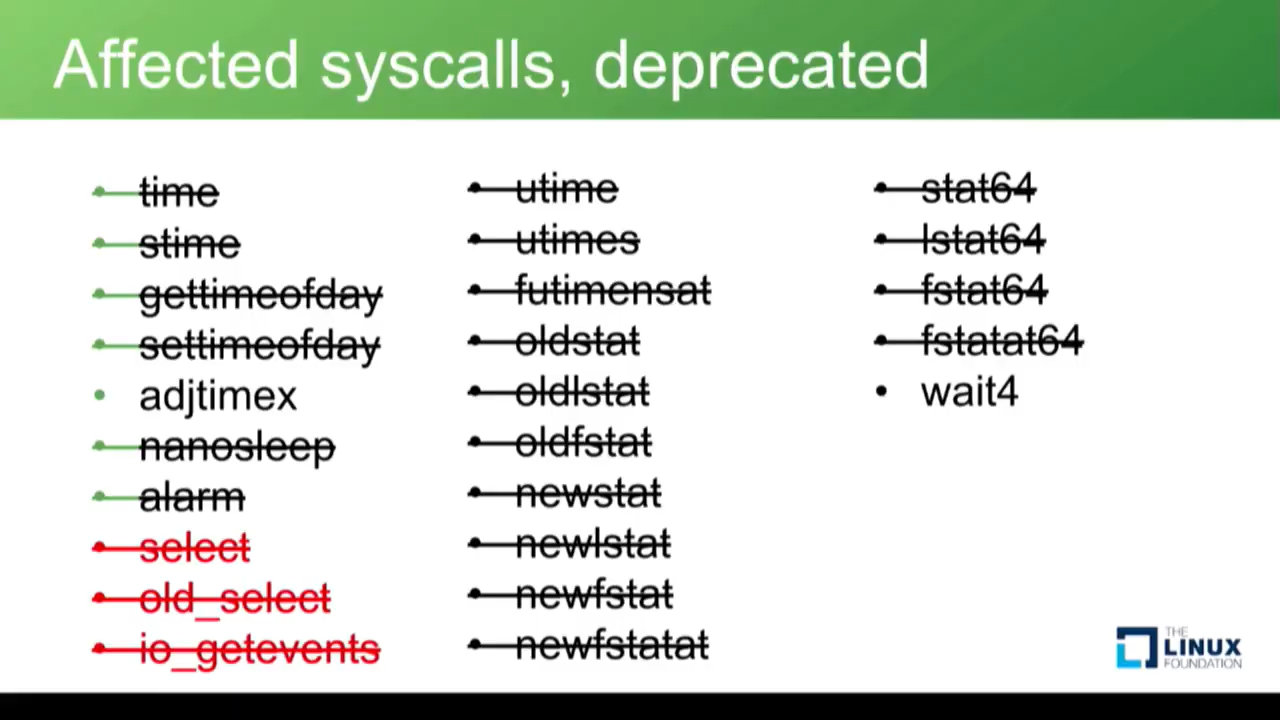 Affected syscalls, deprecated
time
stime
gettimeofday
settimeofday
adjtimex
nanosleep
alarm
select
old_select
io_getevents
utime
utimes
futimensat
oldstat
oldlstat
oldfstat
newstat
newlstat
newfstat
newfstatat
stat64
lstat64
fstat64
fstatat64
wait4
THE
LINUX
FOUNDATION